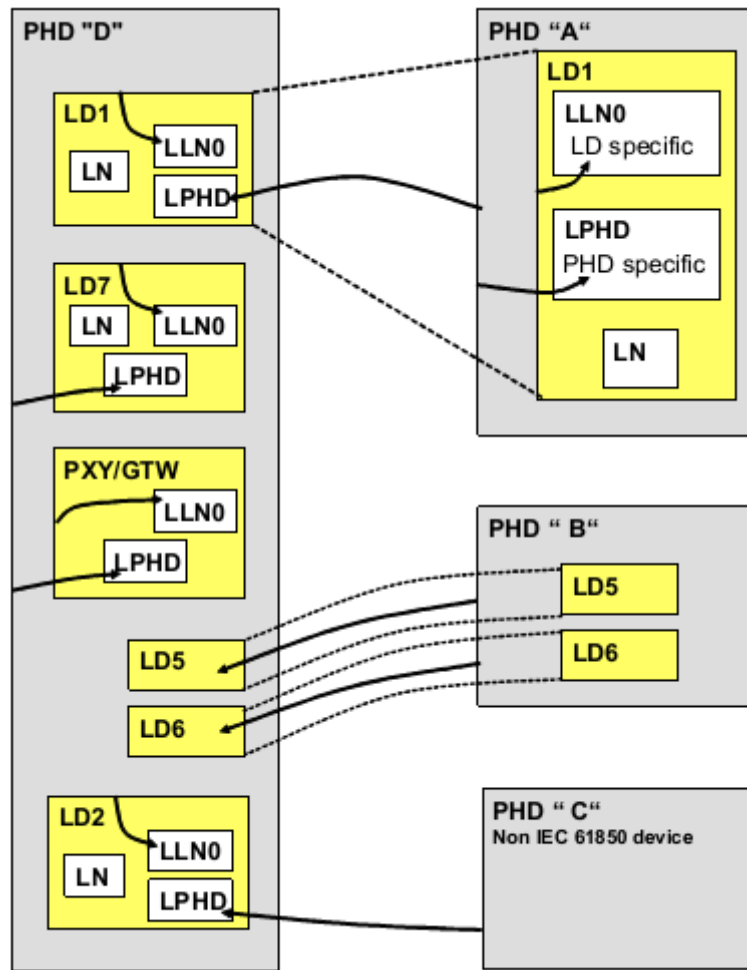 PHD "D"
LD1
LLN0
LN
LPHD
LD7
LN
LLN0
LPHD
PXY/GTW
LLN0
LPHD
LD5
LD6
LD2
LLN0
LN
LPHD
PHD “A“
LD1
LLN0
LD specific
LPHD
PHD specific
LN
PHD “ B“
LD5
LD6
PHD “ C“
Non IEC 61850 device